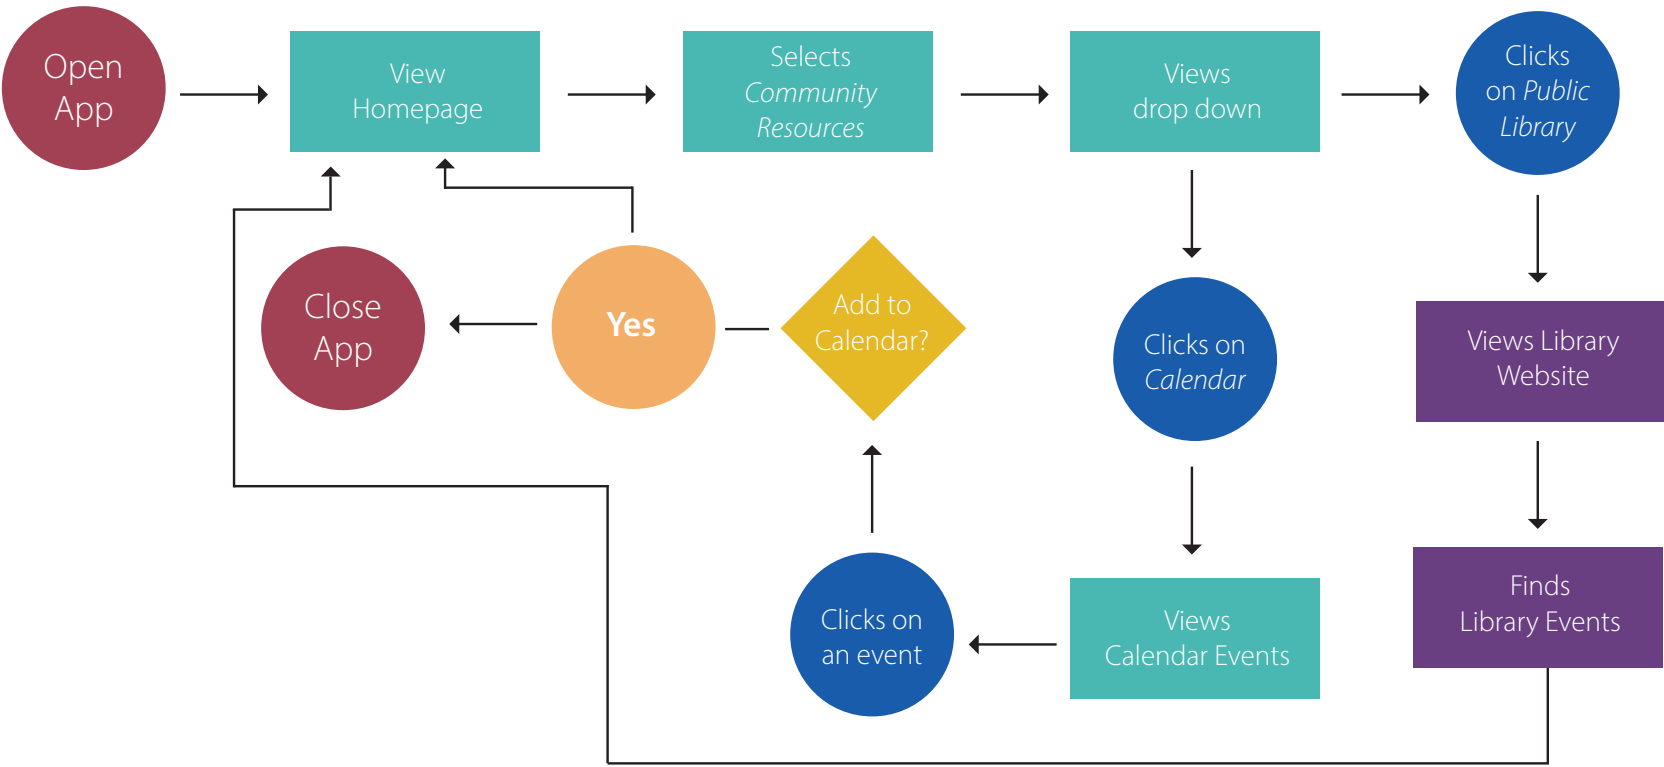 Open
App
View
Homepage
Selects
Community
Resources
Views
drop down
Clicks
on Public
Library
Close
App
Yes
Add to
Calendar?
Clicks on
Calendar
Views Library
Website
Clicks on
an event
Views
Calendar Events
Finds
Library Events